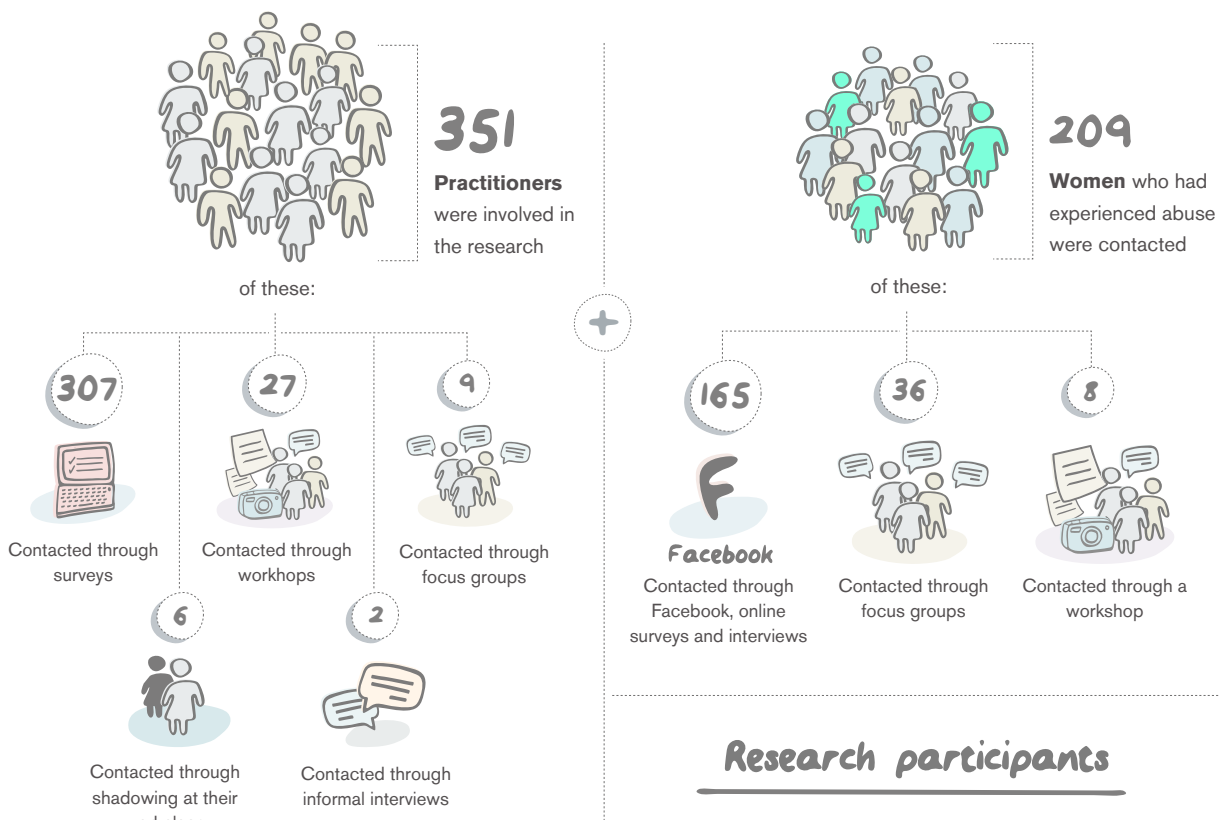 351
Practitioners
were involved in
the research
of these:
307
Contacted through
surveys
27
Contacted through
workhops
9
Contacted through
focus groups
6
Contacted through
shadowing at their
2
Contacted through
informal interviews
209
Women who had
experienced abuse
were contacted
of these:
165
F
Facebook
Contacted through
Facebook, online
surveys and interviews
36
Contacted through
focus groups
8
Contacted through a
workshop
Research participants